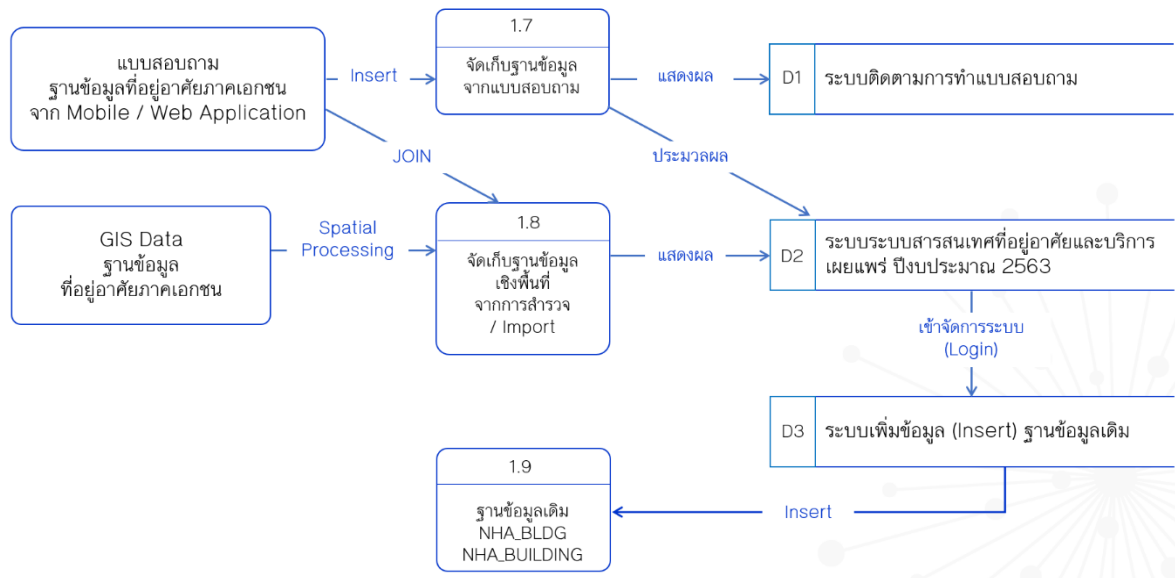 แบบสอบถาม
ฐานข้อมูลที่อยู่อาศัยภาคเอกชน
จาก Mobile / Web Application
Insert
1.7
จัดเก็บฐานข้อมูล
จากแบบสอบถาม
แสดงผล
D1
ระบบติดตามการทำแบบสอบถาม
JOIN
ประมวลผล
GIS Data
ฐานข้อมูล
ที่อยู่อาศัยภาคเอกชน
Spatial
Processing
1.8
จัดเก็บฐานข้อมูล
เชิงพื้นที่
จากการสำรวจ
/ Import
แสดงผล
D2
ระบบระบบสารสนเทศที่อยู่อาศัยและบริการ
เผยแพร่ ปีงบประมาณ 2563
เข้าจัดการระบบ
(Login)
D3
ระบบเพิ่มข้อมูล (Insert) ฐานข้อมูลเดิม
Insert
1.9
ฐานข้อมูลเดิม
NHA_BLDG
NHA_BUILDING